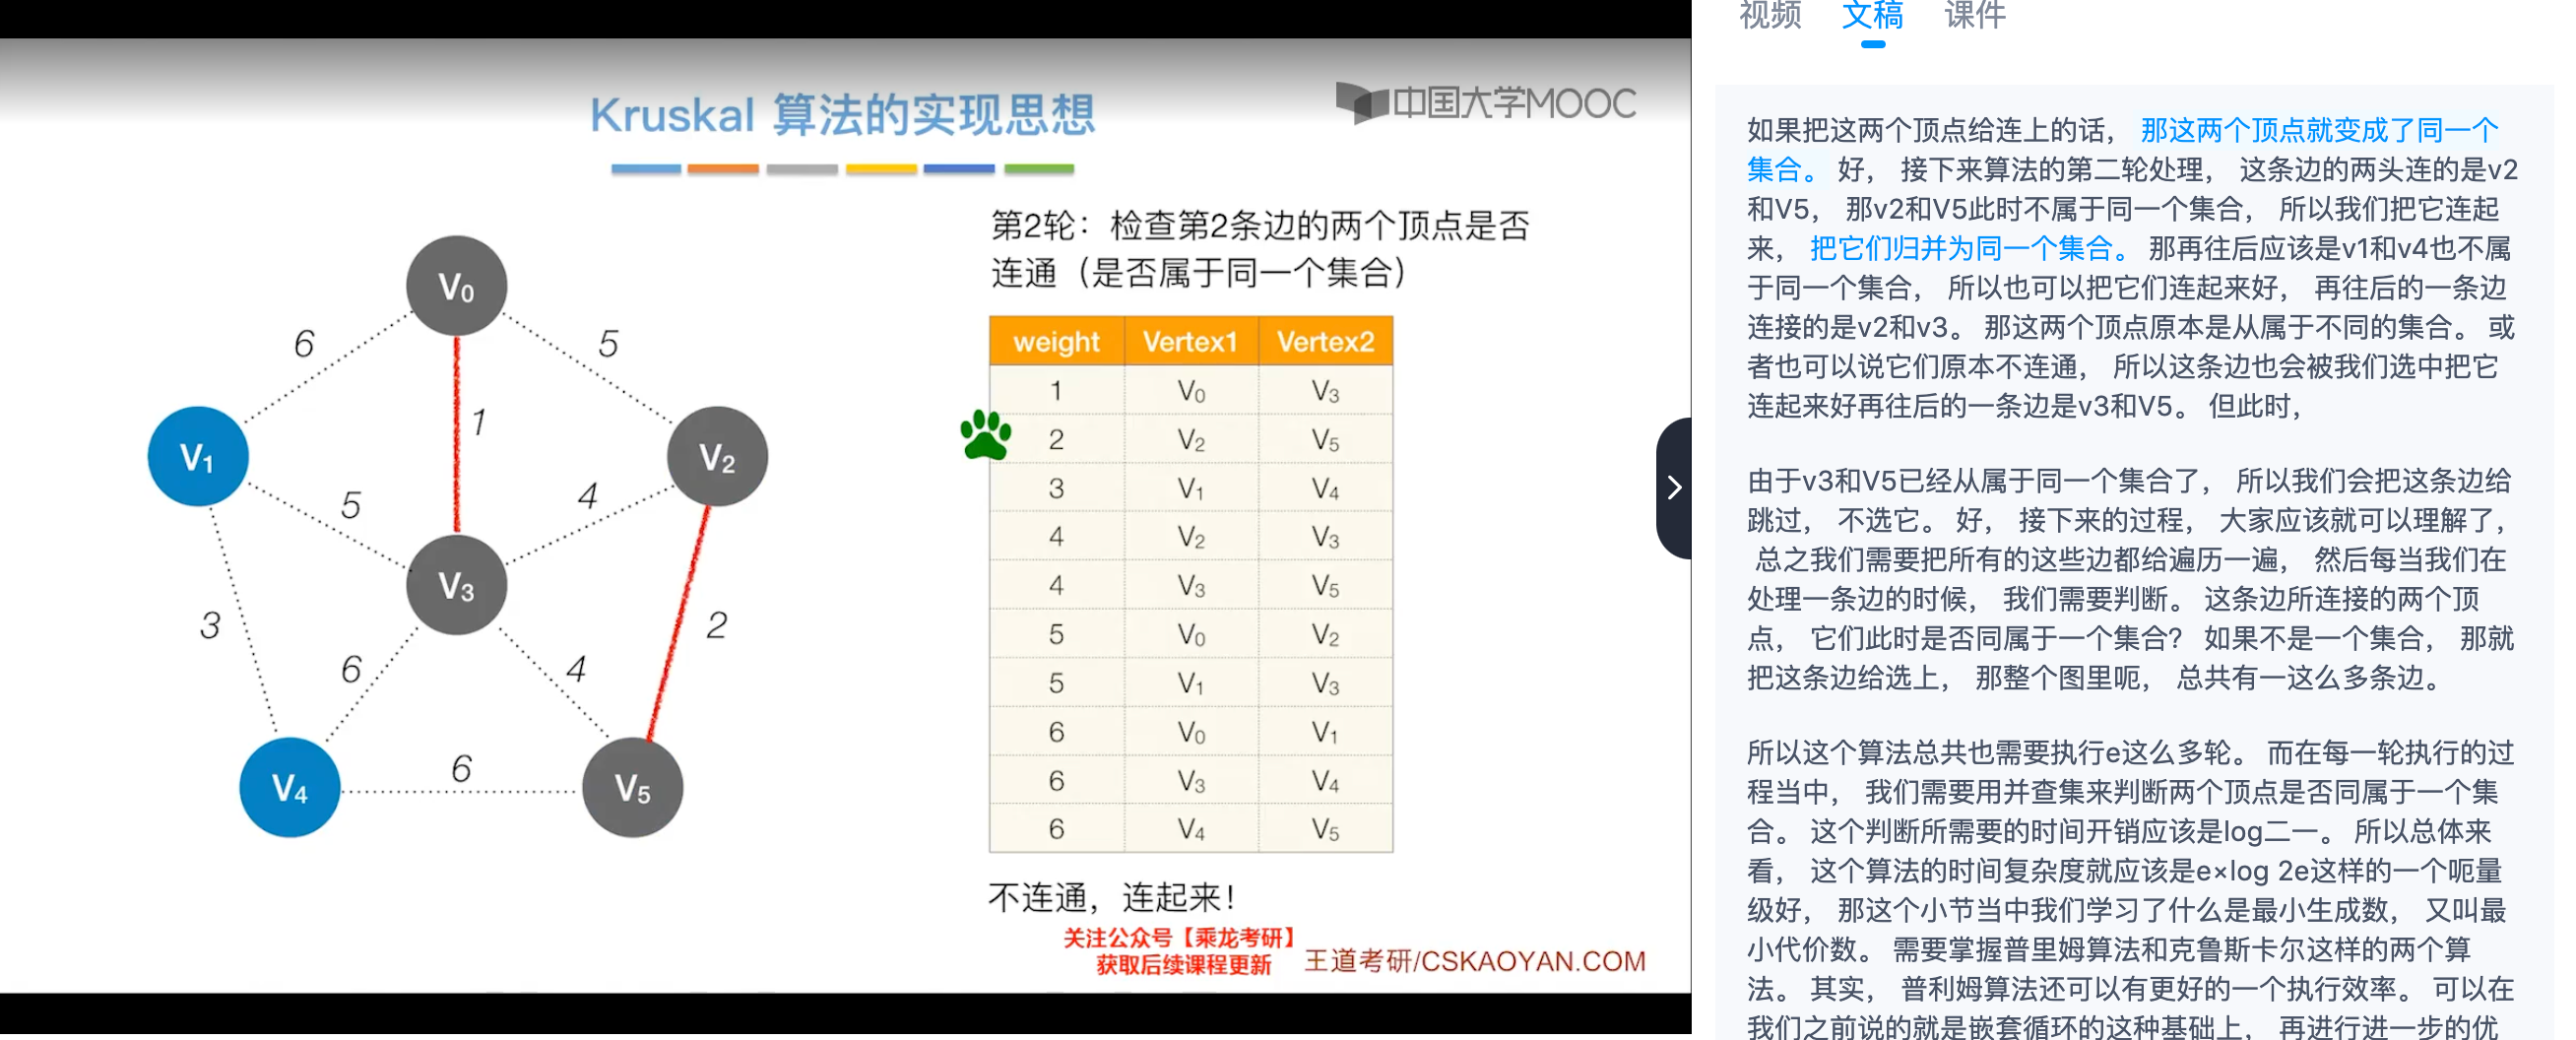 Kruskal 算法的实现思想
中国大学MOOC
第2轮：检查第2条边的两个顶点是否
连通（是否属于同一个集合）
V0
6
5
1
V1
V2
5
4
V3
3
6
4
2
V4
6
V5
weight Vertex1 Vertex2
1 V0 V3
2 V2 V5
3 V1 V4
4 V2 V3
4 V3 V5
5 V0 V2
5 V1 V3
6 V0 V1
6 V3 V4
6 V4 V5
不连通，连起来！
关注公众号【乘龙考研】
获取后续课程更新
王道考研/CSKAOYAN.COM
视频 文稿 课件
如果把这两个顶点给连上的话， 那这两个顶点就变成了同一个
集合。 好， 接下来算法的第二轮处理， 这条边的两头连的是v2
和V5， 那v2和V5此时不属于同一个集合， 所以我们把它连起
来， 把它们归并为同一个集合。 那再往后应该是v1和v4也不属
于同一个集合， 所以也可以把它们连起来好， 再往后的一条边
连接的是v2和v3。 那这两个顶点原本是从属于不同的集合。 或
者也可以说它们原本不连通， 所以这条边也会被我们选中把它
连起来好再往后的一条边是v3和V5。 但此时，
由于v3和V5已经从属于同一个集合了， 所以我们会把这条边给
跳过， 不选它。 好， 接下来的过程， 大家应该就可以理解了，
总之我们需要把所有的这些边都给遍历一遍， 然后每当我们在
处理一条边的时候， 我们需要判断。 这条边所连接的两个顶
点， 它们此时是否同属于一个集合？ 如果不是一个集合， 那就
把这条边给选上， 那整个图里呃， 总共有一这么多条边。
所以这个算法总共也需要执行e这么多轮。 而在每一轮执行的过
程当中， 我们需要用并查集来判断两个顶点是否同属于一个集
合。 这个判断所需要的时间开销应该是log二一。 所以总体来
看， 这个算法的时间复杂度就应该是e×log 2e这样的一个呃量
级好， 那这个小节当中我们学习了什么是最小生成数， 又叫最
小代价数。 需要掌握普里姆算法和克鲁斯卡尔这样的两个算
法。 其实， 普利姆算法还可以有更好的一个执行效率。 可以在
我们之前说的就是嵌套循环的这种基础上， 再进行进一步的优